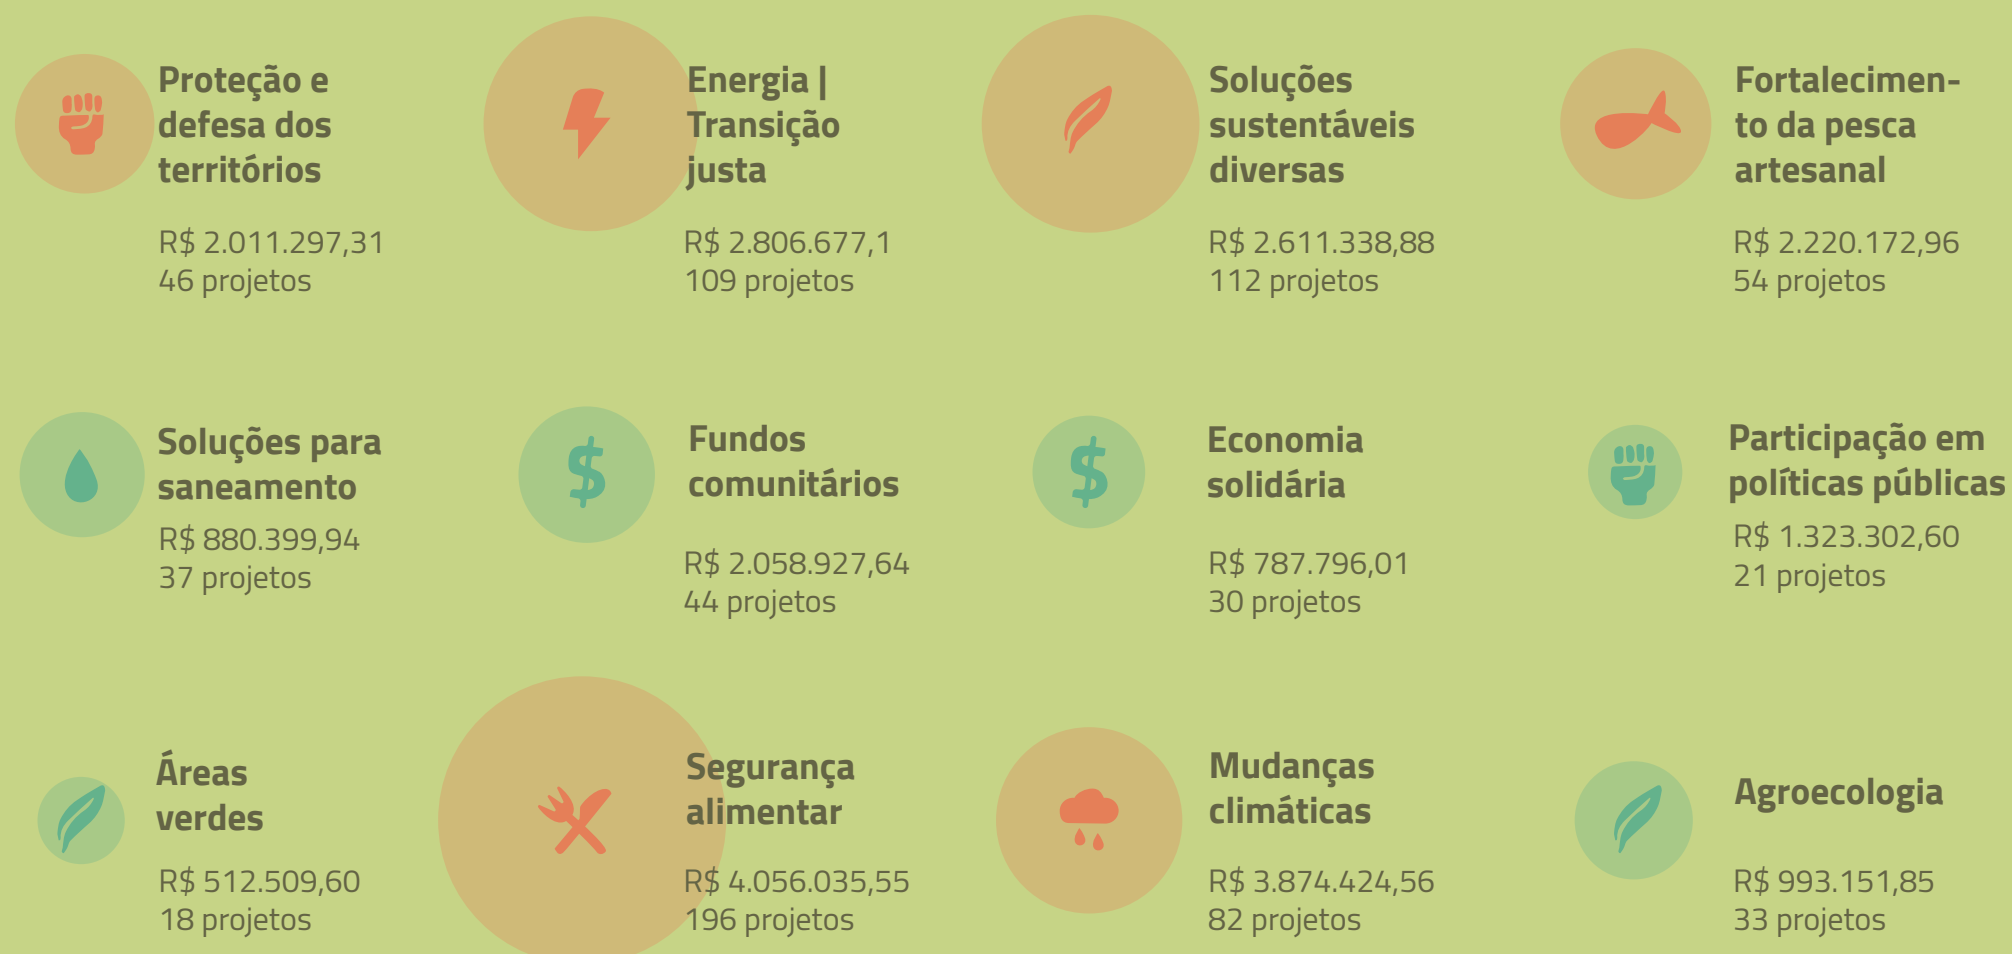 Proteção e
defesa dos
territórios
R$ 2.011.297,31
46 projetos
Energia |
Transição
justa
R$ 2.806.677,1
109 projetos
Soluções
sustentáveis
diversas
R$ 2.611.338,88
112 projetos
Fortalecimen-
to da pesca
artesanal
R$ 2.220.172,96
54 projetos
Soluções para
saneamento
R$ 880.399,94
37 projetos
Fundos
comunitários
R$ 2.058.927,64
44 projetos
Economia
solidária
R$ 787.796,01
30 projetos
Participação em
políticas públicas
R$ 1.323.302,60
21 projetos
Áreas
verdes
R$ 512.509,60
18 projetos
Segurança
alimentar
R$ 4.056.035,55
196 projetos
Mudanças
climáticas
R$ 3.874.424,56
82 projetos
Agroecologia
R$ 993.151,85
33 projetos